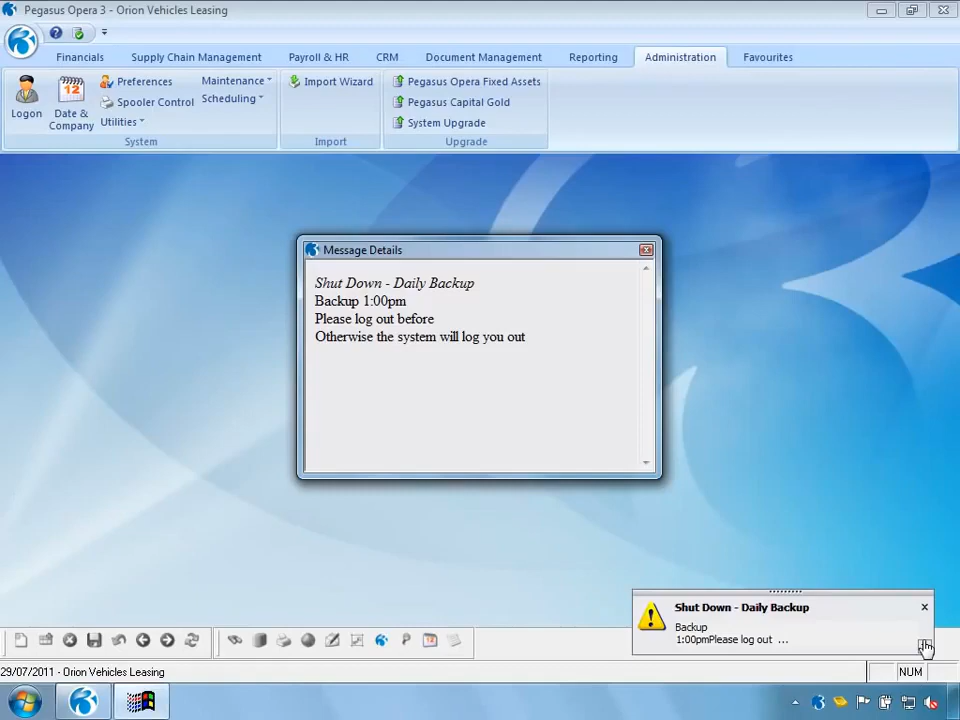 Pegasus Opera 3 - Orion Vehicles Leasing
Financials
Supply Chain Management
Payroll & HR
CRM
Document Management
Reporting
Administration
Favourites
Logon
12
Date &
Company
Preferences
Spooler Control
Utilities
Maintenance
Scheduling
System
Import Wizard
Import
Pegasus Opera Fixed Assets
Pegasus Capital Gold
System Upgrade
Upgrade
Message Details
Shut Down - Daily Backup
Backup 1:00pm
Please log out before
Otherwise the system will log you out
Shut Down - Daily Backup
Backup
1:00pmPlease log out ...
29/07/2011 - Orion Vehicles Leasing
NUM